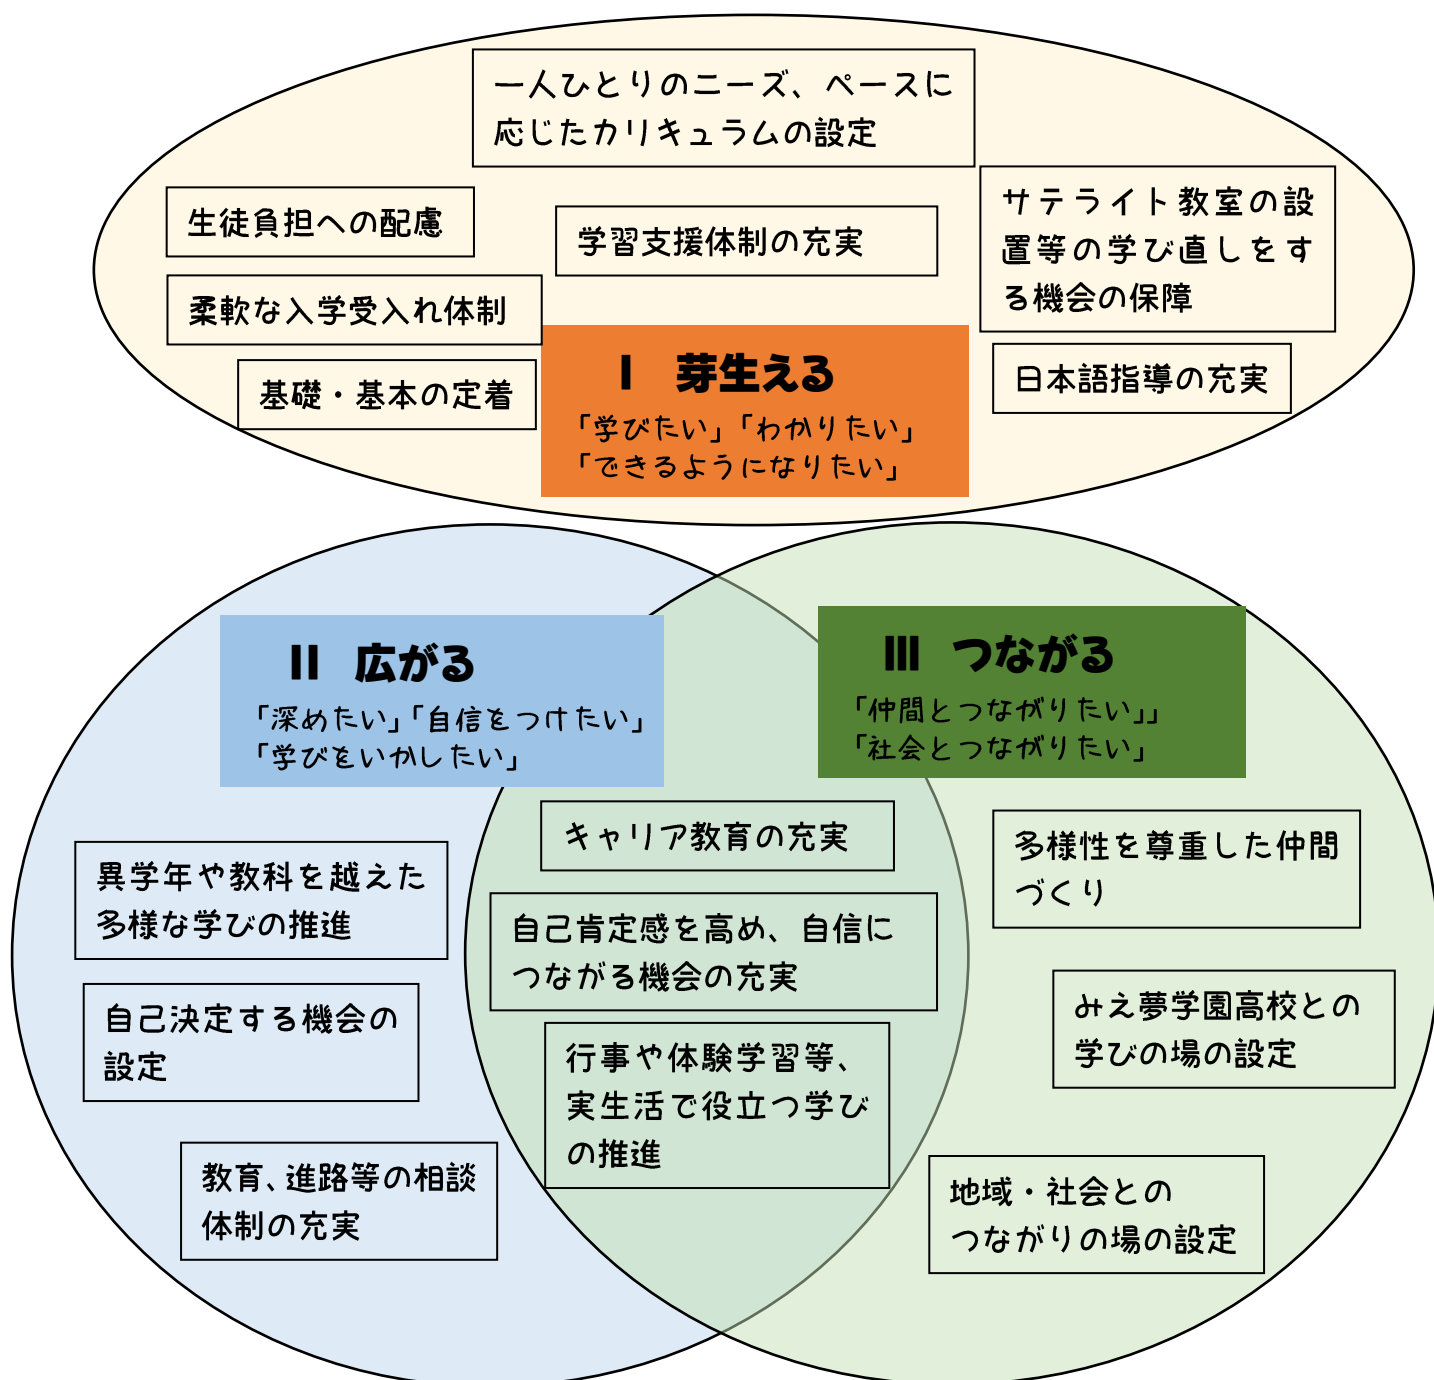 一人ひとりのニーズ、ペースに
応じたカリキュラムの設定
生徒負担への配慮
学習支援体制の充実
サテライト教室の設
置等の学び直しをす
る機会の保障
柔軟な入学受入れ体制
基礎・基本の定着
日本語指導の充実
Ⅰ 芽生える
「学びたい」「わかりたい」
「できるようになりたい」
Ⅱ 広がる
「深めたい」「自信をつけたい」
「学びをいかしたい」
Ⅲ つながる
「仲間とつながりたい」」
「社会とつながりたい」
異学年や教科を越えた
多様な学びの推進
自己決定する機会の
設定
教育、進路等の相談
体制の充実
キャリア教育の充実
自己肯定感を高め、自信に
つながる機会の充実
行事や体験学習等、
実生活で役立つ学び
の推進
多様性を尊重した仲間
づくり
みえ夢学園高校との
学びの場の設定
地域・社会との
つながりの場の設定